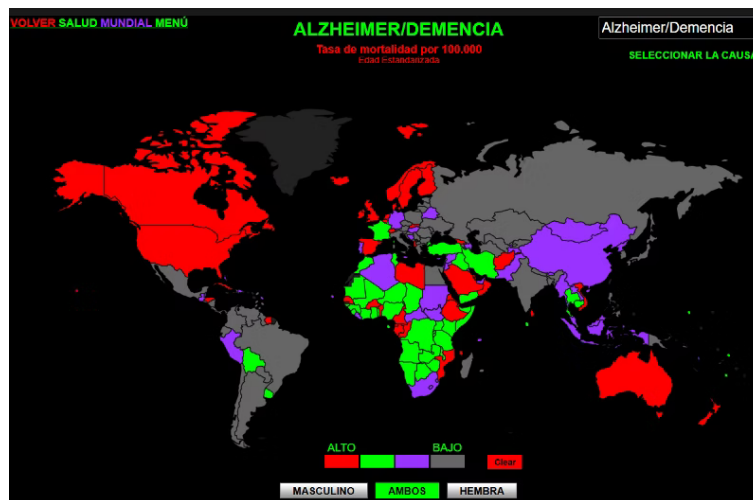 VOLVER SALUD MUNDIAL MENÚ
ALZHEIMER/DEMENCIA
Alzheimer/Demencia
Tasa de mortalidad por 100.000
Edad Estandarizada
SELECCIONAR LA CAUSA
ALTO BAJO
Clear
MASCULINO AMBOS HEMBRA